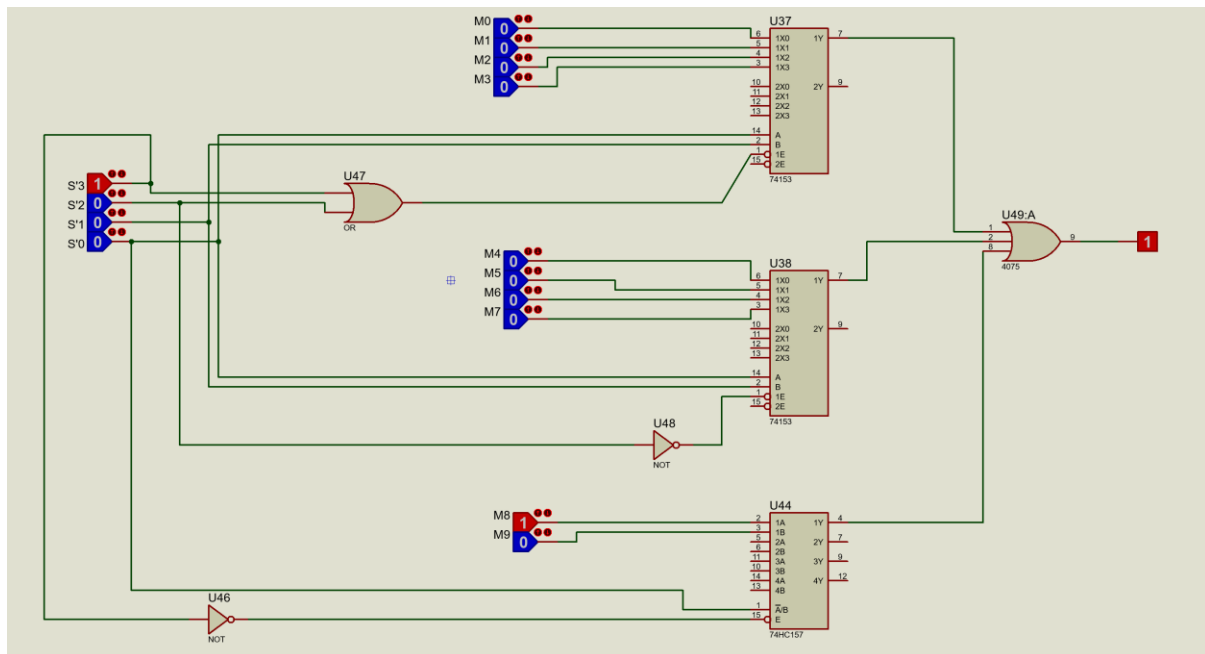 M0 0
M1 0
M2 0
M3 0
U37
6 1X0 1Y 7
5 1X1
4 1X2
3 1X3
10 2X0 2Y 9
11 2X1
12 2X2
13 2X3
14 A
2 B
1 1E
15 2E
74153
S'3 1
S'2 0
S'1 0
S'0 0
U47
OR
U49:A
1
2
8
9
4075
1
M4 0
M5 0
M6 0
M7 0
U38
6 1X0 1Y 7
5 1X1
4 1X2
3 1X3
10 2X0 2Y 9
11 2X1
12 2X2
13 2X3
14 A
2 B
1 1E
15 2E
74153
U48
NOT
M8 1
M9 0
U44
2 1A 1Y 4
3 1B
5 2A 2Y 7
6 2B
11 3A 3Y 9
10 3B
14 4A 4Y 12
13 4B
1 A/B
15 E
74HC157
U46
NOT